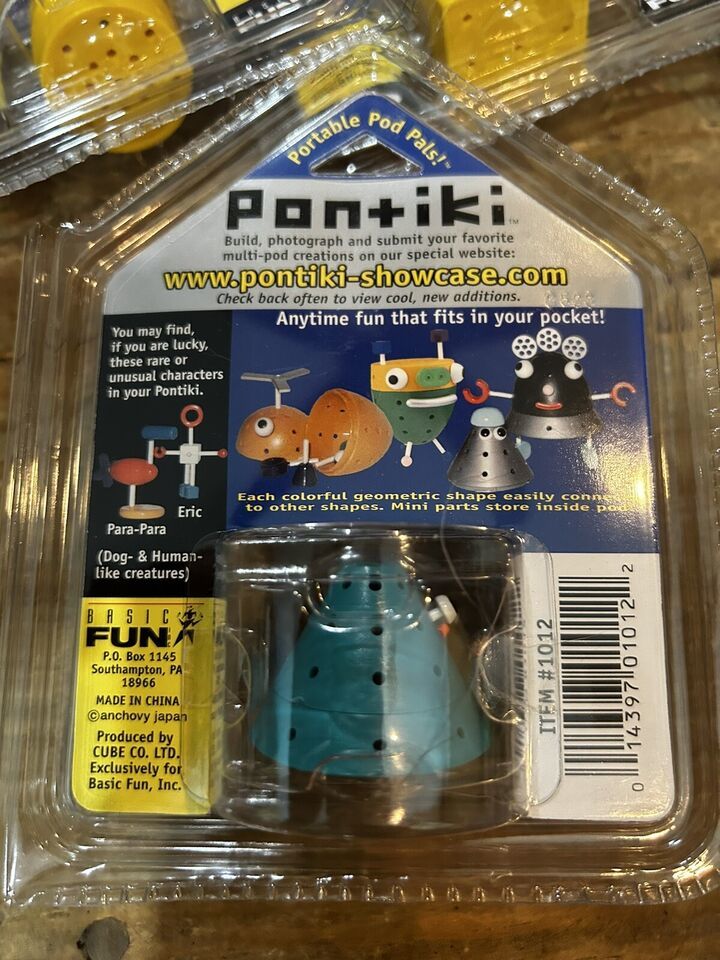 Portable Pod Pals!™
Pontiki™
Build, photograph and submit your favorite
multi-pod creations on our special website:
www.pontiki-showcase.com
Check back often to view cool, new additions.
Anytime fun that fits in your pocket!
You may find,
if you are lucky,
these rare or
unusual characters
in your Pontiki.
Eric
Para-Para
(Dog- & Human-
like creatures)
Each colorful geometric shape easily
to other shapes. Mini parts store inside
BASIC
FUN
P.O. Box 1145
Southampton, PA
18966
MADE IN CHINA
©anchovy japan
Produced by
CUBE CO. LTD.
Exclusively for
Basic Fun, Inc.
ITEM #1012
0 14397 01012 2